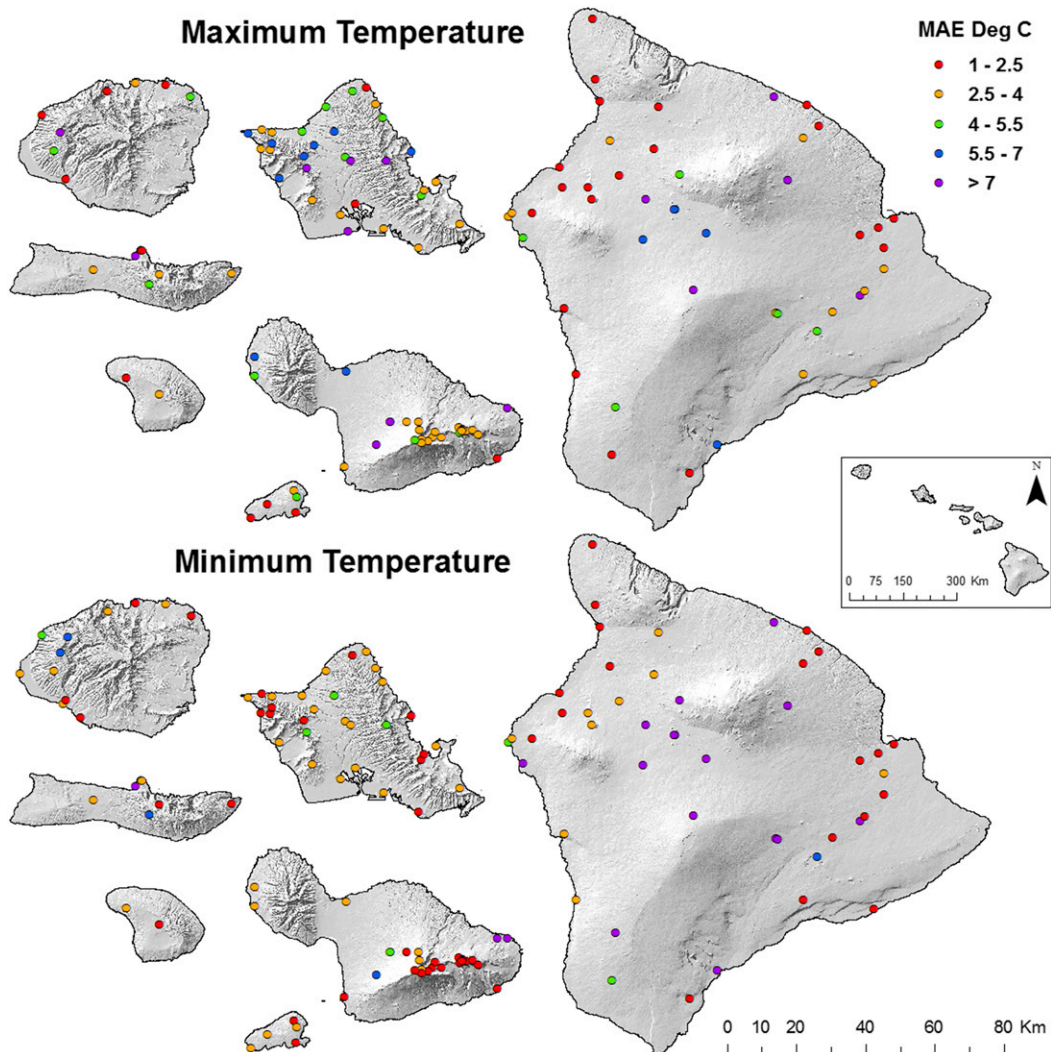 Maximum Temperature
MAE Deg C
1 - 2.5
2.5 - 4
4 - 5.5
5.5 - 7
> 7
N
0 75 150 300 Km
Minimum Temperature
0 10 20 40 60 80 Km